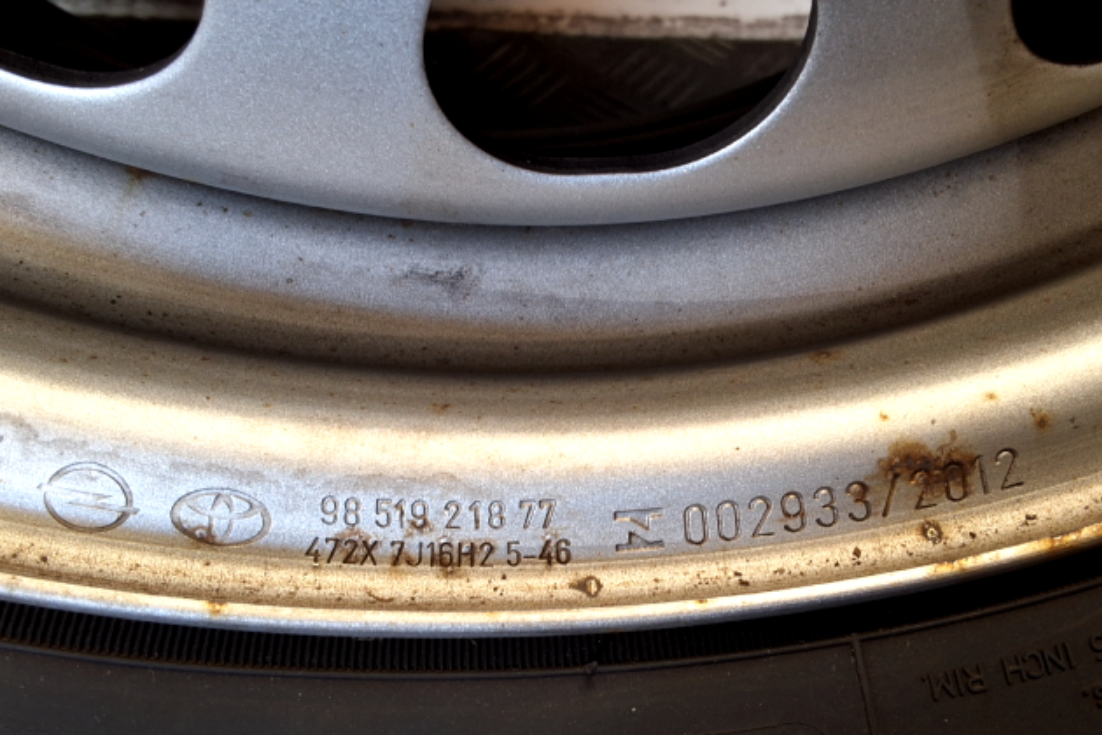 98 519 218 77
472X 7J16H2 5-46
002933/2012
INCH RIM.